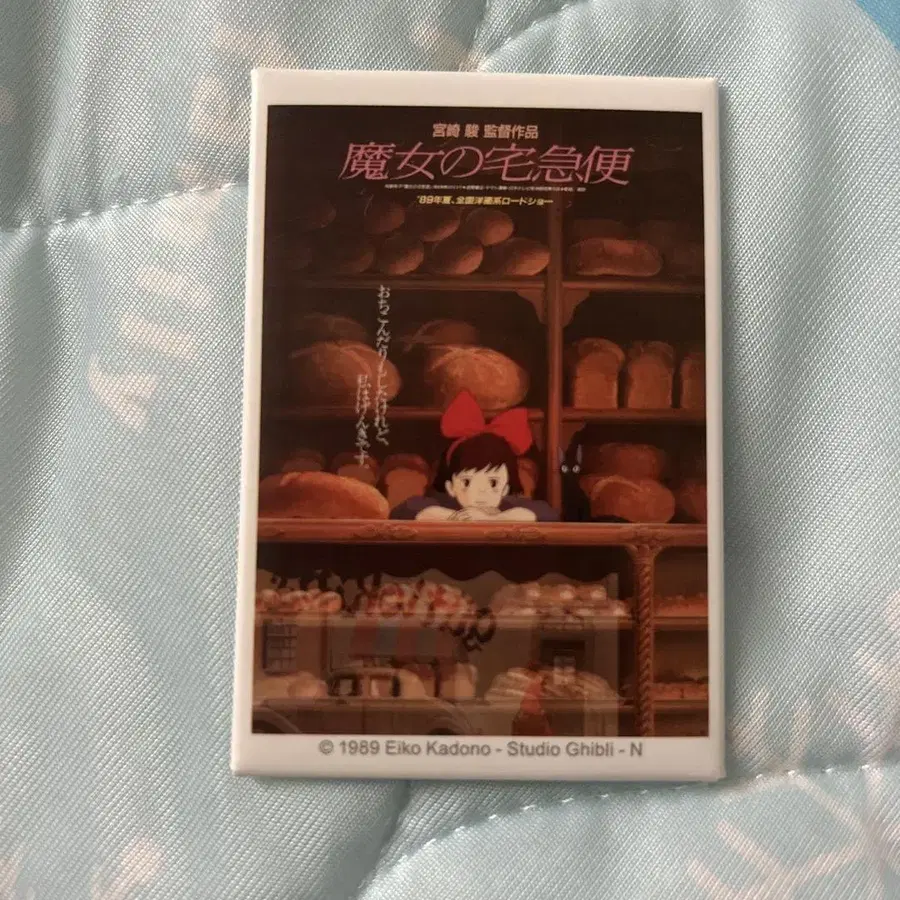 宮崎 駿 監督作品
魔女の宅急便
'89年夏、全国洋画系ロードショー
おちこんだりもしたけれど、
私はげんきです。
© 1989 Eiko Kadono - Studio Ghibli - N